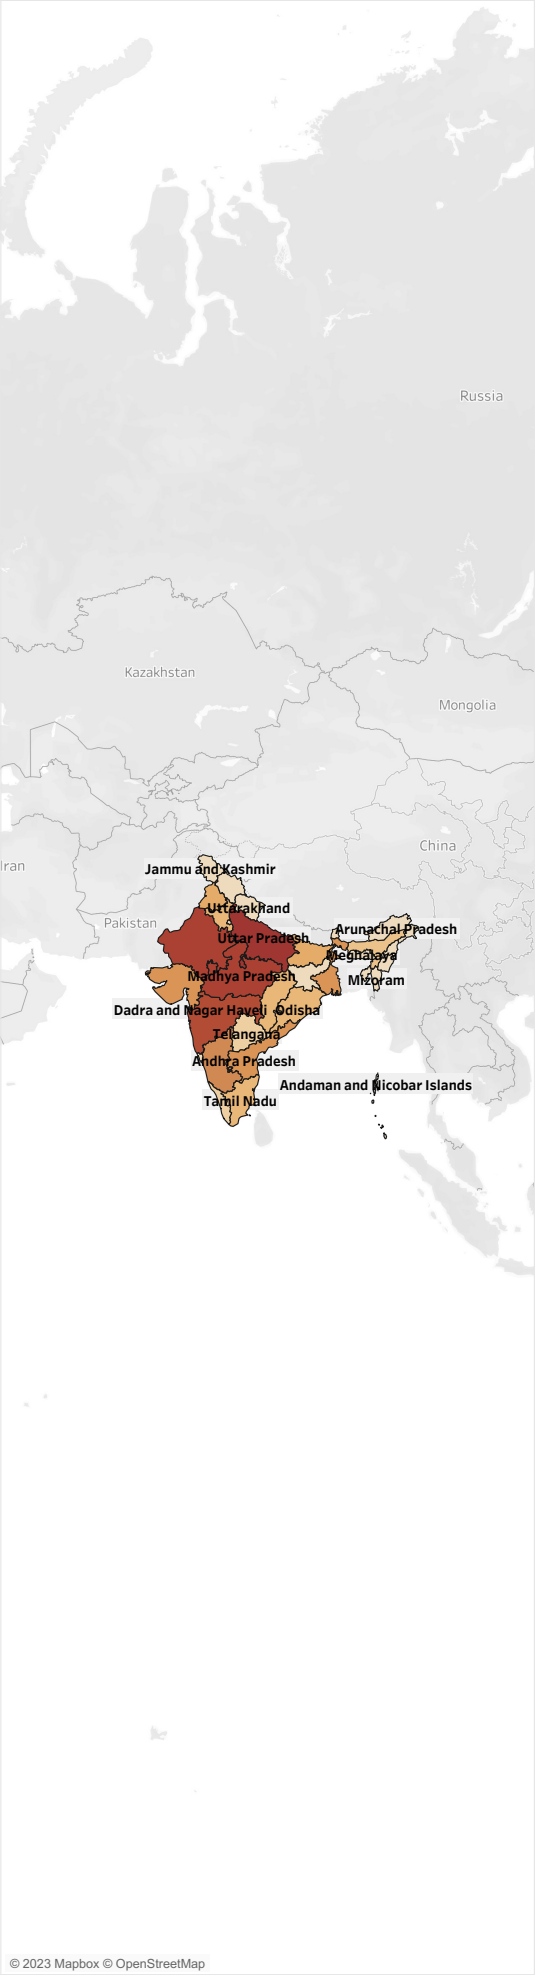 Russia
Kazakhstan
Mongolia
China
Iran
Jammu and Kashmir
Uttarakhand
Pakistan
Arunachal Pradesh
Uttar Pradesh
Meghalaya
Madhya Pradesh
Mizoram
Dadra and Nagar Haveli
Odisha
Telangana
Andhra Pradesh
Andaman and Nicobar Islands
Tamil Nadu
© 2023 Mapbox © OpenStreetMap